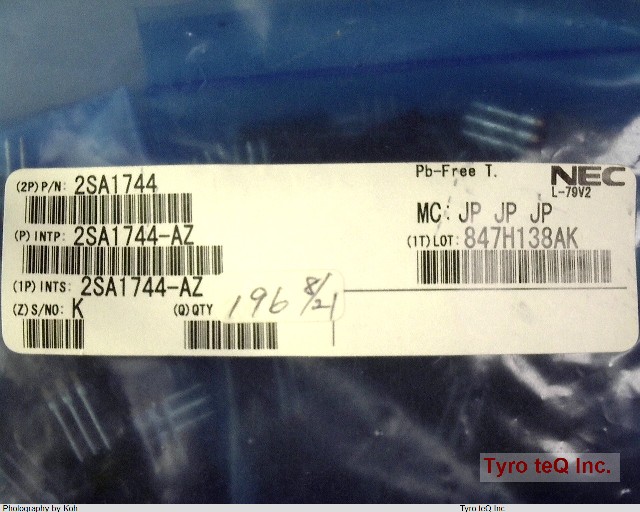 (2P)P/N: 2SA1744
Pb-Free T.
NEC
L-79V2
MC: JP JP JP
(P)INTP: 2SA1744-AZ
(1T)LOT: 847H138AK
(1P)INTS: 2SA1744-AZ
(Z)S/NO: K
(Q)QTY 196 8/21
Tyro teQ Inc.
Photography by Koh
Tyro teQ Inc